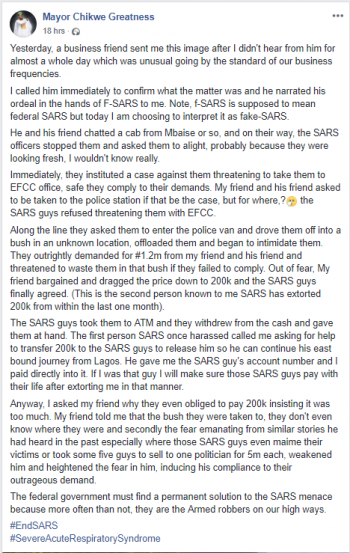 Mayor Chikwe Greatness
18 hrs ·
Yesterday, a business friend sent me this image after I didn't hear from him for
almost a whole day which was unusual going by the standard of our business
frequencies.
I called him immediately to confirm what the matter was and he narrated his
ordeal in the hands of F-SARS to me. Note, f-SARS is supposed to mean
federal SARS but today I am choosing to interpret it as fake-SARS.
He and his friend chatted a cab from Mbaise or so, and on their way, the SARS
officers stopped them and asked them to alight, probably because they were
looking fresh, I wouldn't know really.
Immediately, they instituted a case against them threatening to take them to
EFCC office, safe they comply to their demands. My friend and his friend asked
to be taken to the police station if that be the case, but for where,?🤔 the
SARS guys refused threatening them with EFCC.
Along the line they asked them to enter the police van and drove them off into a
bush in an unknown location, offloaded them and began to intimidate them.
They outrightly demanded for #1.2m from my friend and his friend and
threatened to waste them in that bush if they failed to comply. Out of fear, My
friend bargained and dragged the price down to 200k and the SARS guys
finally agreed. (This is the second person known to me SARS has extorted
200k from within the last one month).
The SARS guys took them to ATM and they withdrew from the cash and gave
them at hand. The first person SARS once harassed called me asking for help
to transfer 200k to the SARS guys to release him so he can continue his east
bound journey from Lagos. He gave me the SARS guy's account number and I
paid directly into it. If I was that guy I will make sure those SARS guys pay with
their life after extorting me in that manner.
Anyway, I asked my friend why they even obliged to pay 200k insisting it was
too much. My friend told me that the bush they were taken to, they don't even
know where they were and secondly the fear emanating from similar stories he
had heard in the past especially where those SARS guys even maime their
victims or took some five guys to sell to one politician for 5m each, weakened
him and heightened the fear in him, inducing his compliance to their
outrageous demand.
The federal government must find a permanent solution to the SARS menace
because more often than not, they are the Armed robbers on our high ways.
#EndSARS
#SevereAcuteRespiratorySyndrome